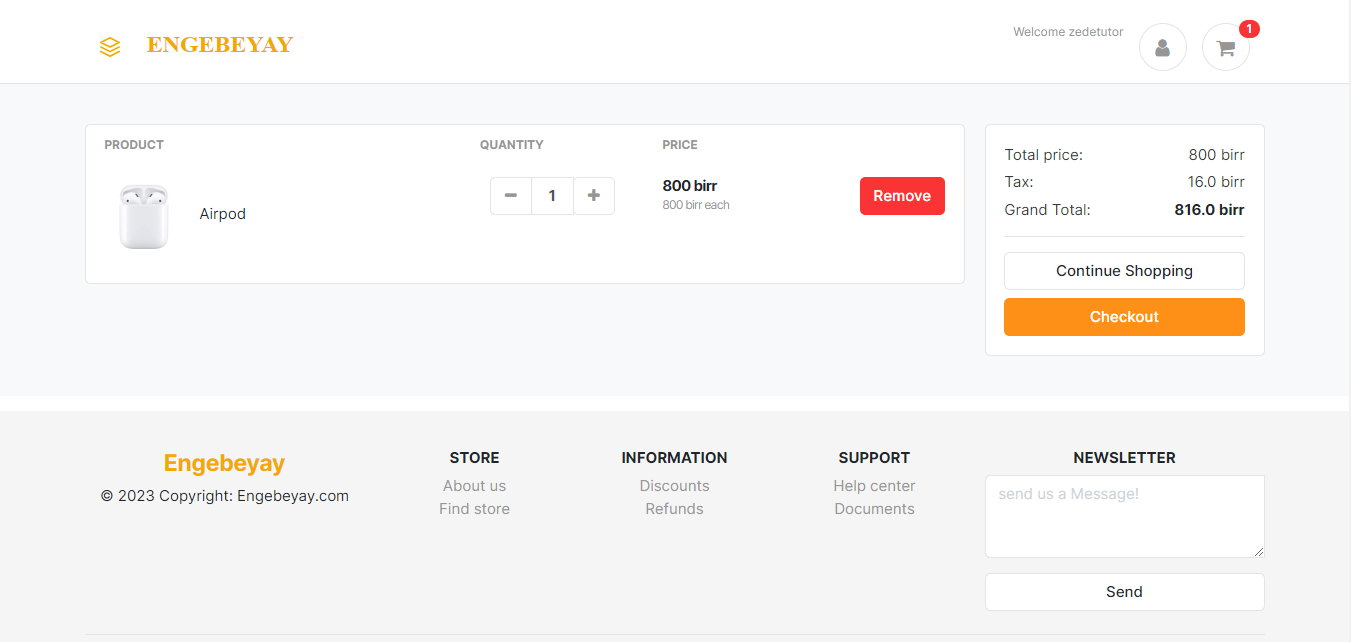 ENGEBEYAY
Welcome zedetutor
1
PRODUCT QUANTITY PRICE
Airpod
1
800 birr
800 birr each
Remove
Total price: 800 birr
Tax: 16.0 birr
Grand Total: 816.0 birr
Continue Shopping
Checkout
Engebeyay
© 2023 Copyright: Engebeyay.com
STORE
About us
Find store
INFORMATION
Discounts
Refunds
SUPPORT
Help center
Documents
NEWSLETTER
send us a Message!
Send